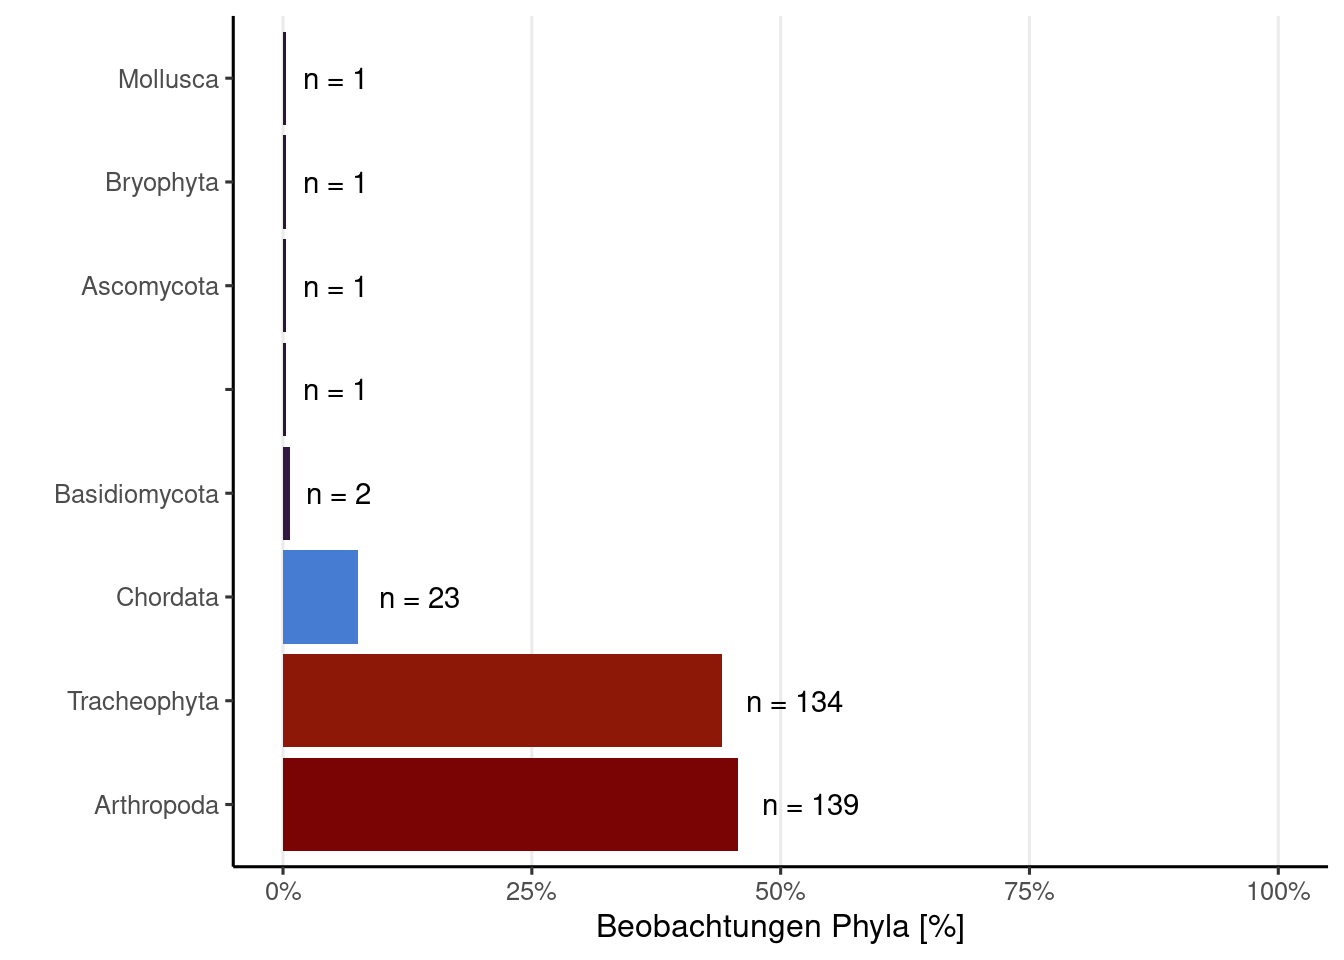 Mollusca n = 1
Bryophyta n = 1
Ascomycota n = 1
n = 1
Basidiomycota n = 2
Chordata n = 23
Tracheophyta n = 134
Arthropoda n = 139
0% 25% 50% 75% 100%
Beobachtungen Phyla [%]